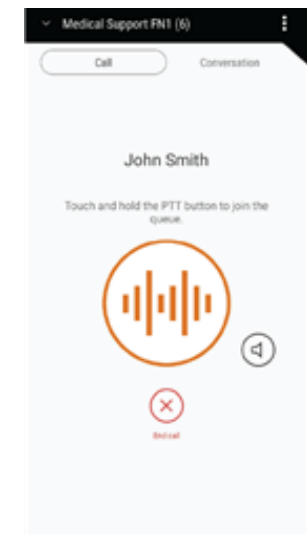 Medical Support FN1 (6)
Call
Conversation
John Smith
Touch and hold the PTT button to join the
queue.
End call